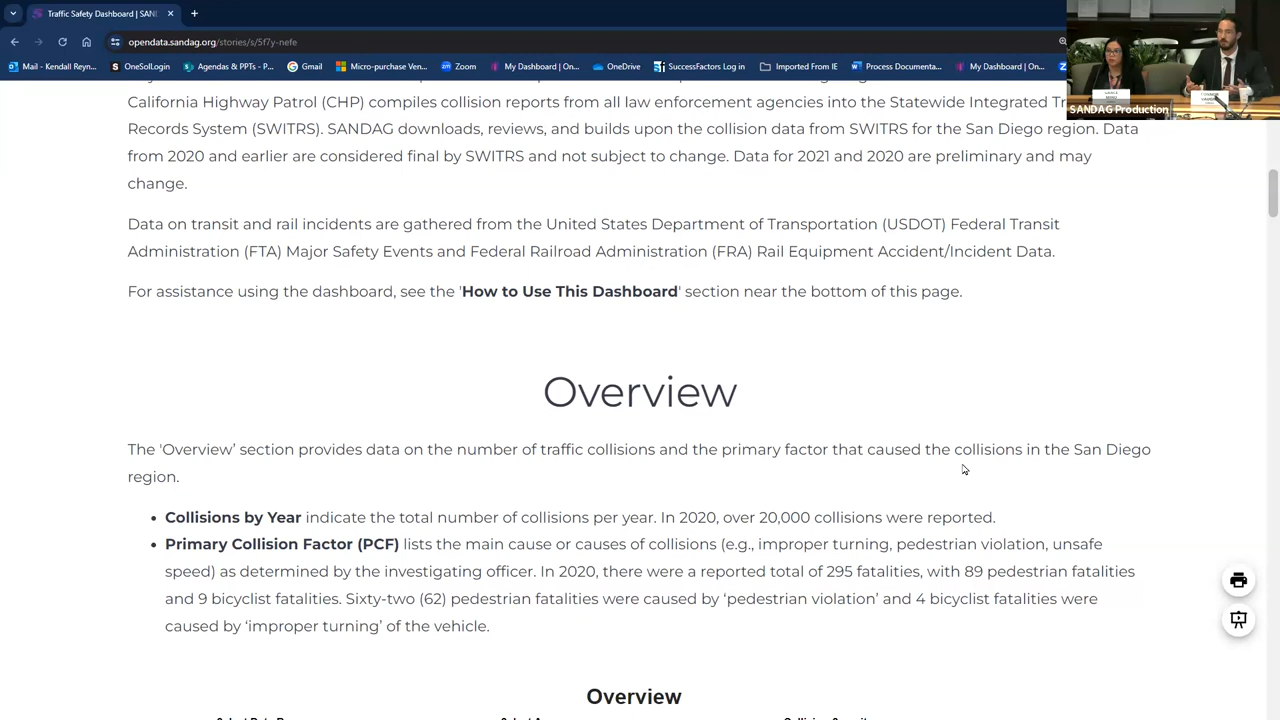 Traffic Safety Dashboard | SAN
opendata.sandag.org/stories/s/5f7y-nefe
Mail - Kendall Reyn... OneSolLogin Agendas & PPTs - P... Gmail Micro-purchase Ven... Zoom My Dashboard | On... OneDrive SuccessFactors Log in Imported From IE Process Documenta... My Dashboard | On...
SANDAG Production
California Highway Patrol (CHP) compiles collision reports from all law enforcement agencies into the Statewide Integrated
Records System (SWITRS). SANDAG downloads, reviews, and builds upon the collision data from SWITRS for the San Diego region. Data
from 2020 and earlier are considered final by SWITRS and not subject to change. Data for 2021 and 2020 are preliminary and may
change.
Data on transit and rail incidents are gathered from the United States Department of Transportation (USDOT) Federal Transit
Administration (FTA) Major Safety Events and Federal Railroad Administration (FRA) Rail Equipment Accident/Incident Data.
For assistance using the dashboard, see the 'How to Use This Dashboard' section near the bottom of this page.
Overview
The 'Overview' section provides data on the number of traffic collisions and the primary factor that caused the collisions in the San Diego
region.
• Collisions by Year indicate the total number of collisions per year. In 2020, over 20,000 collisions were reported.
• Primary Collision Factor (PCF) lists the main cause or causes of collisions (e.g., improper turning, pedestrian violation, unsafe
speed) as determined by the investigating officer. In 2020, there were a reported total of 295 fatalities, with 89 pedestrian fatalities
and 9 bicyclist fatalities. Sixty-two (62) pedestrian fatalities were caused by 'pedestrian violation' and 4 bicyclist fatalities were
caused by 'improper turning' of the vehicle.
Overview